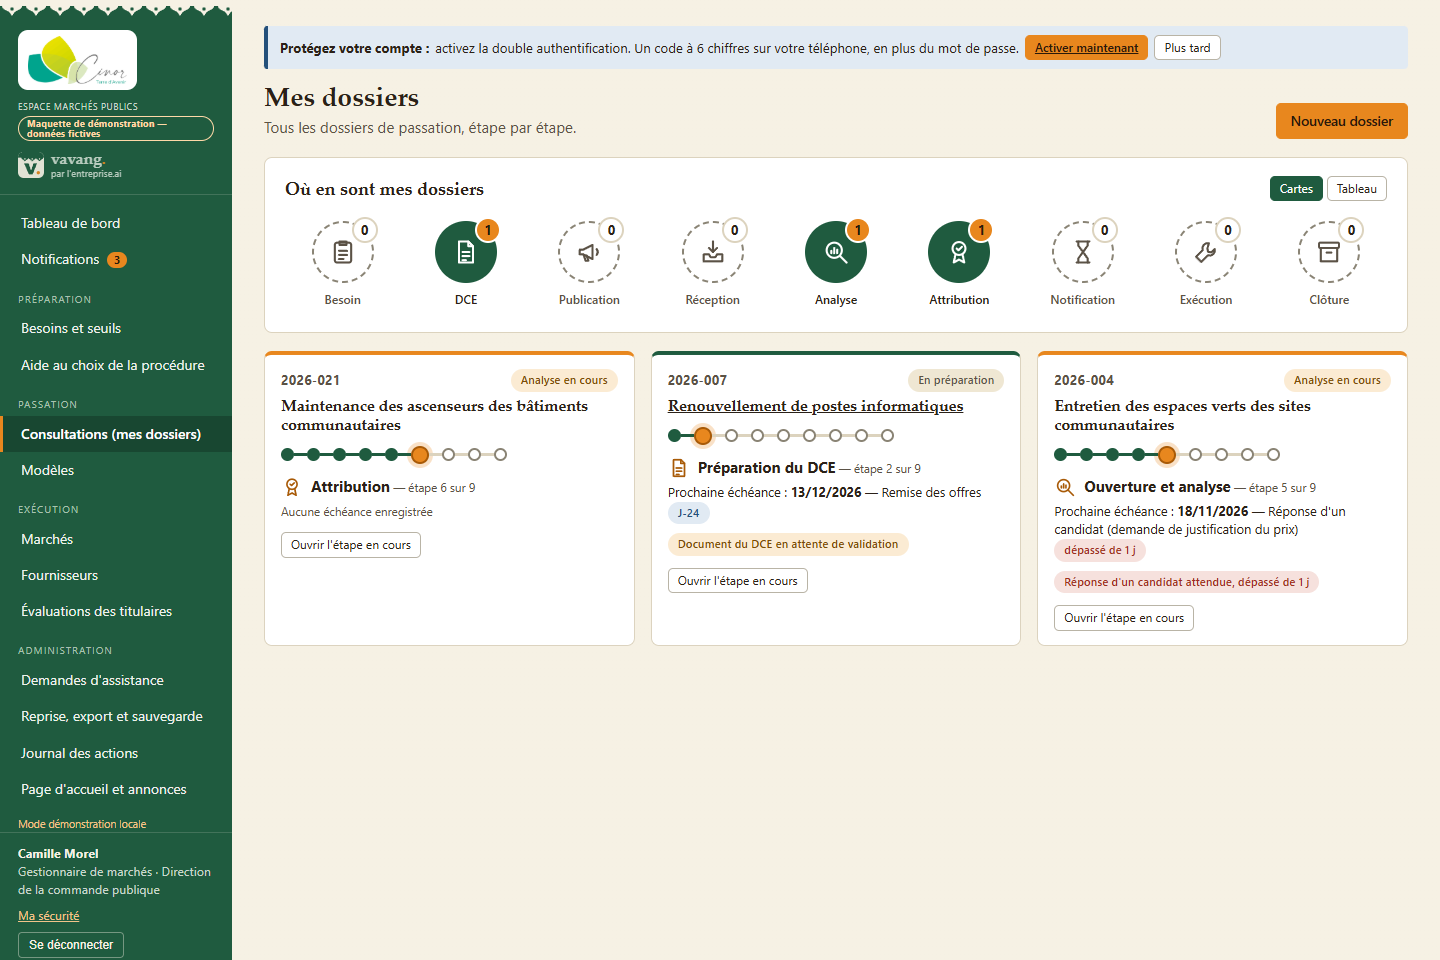 Cinor
Terre d'Avenir
ESPACE MARCHÉS PUBLICS
Maquette de démonstration —
données fictives
v.
vavang.
par l'entreprise.ai
Tableau de bord
Notifications 3
PRÉPARATION
Besoins et seuils
Aide au choix de la procédure
PASSATION
Consultations (mes dossiers)
Modèles
EXÉCUTION
Marchés
Fournisseurs
Évaluations des titulaires
ADMINISTRATION
Demandes d'assistance
Reprise, export et sauvegarde
Journal des actions
Page d'accueil et annonces
Mode démonstration locale
Camille Morel
Gestionnaire de marchés · Direction
de la commande publique
Ma sécurité
Se déconnecter
Protégez votre compte : activez la double authentification. Un code à 6 chiffres sur votre téléphone, en plus du mot de passe. Activer maintenant Plus tard
Mes dossiers
Tous les dossiers de passation, étape par étape.
Nouveau dossier
Où en sont mes dossiers
Cartes Tableau
0 1 0 0 1 1 0 0 0
Besoin DCE Publication Réception Analyse Attribution Notification Exécution Clôture
2026-021 Analyse en cours
Maintenance des ascenseurs des bâtiments
communautaires
Attribution — étape 6 sur 9
Aucune échéance enregistrée
Ouvrir l'étape en cours
2026-007 En préparation
Renouvellement de postes informatiques
Préparation du DCE — étape 2 sur 9
Prochaine échéance : 13/12/2026 — Remise des offres
J-24
Document du DCE en attente de validation
Ouvrir l'étape en cours
2026-004 Analyse en cours
Entretien des espaces verts des sites
communautaires
Ouverture et analyse — étape 5 sur 9
Prochaine échéance : 18/11/2026 — Réponse d'un
candidat (demande de justification du prix)
dépassé de 1 j
Réponse d'un candidat attendue, dépassé de 1 j
Ouvrir l'étape en cours